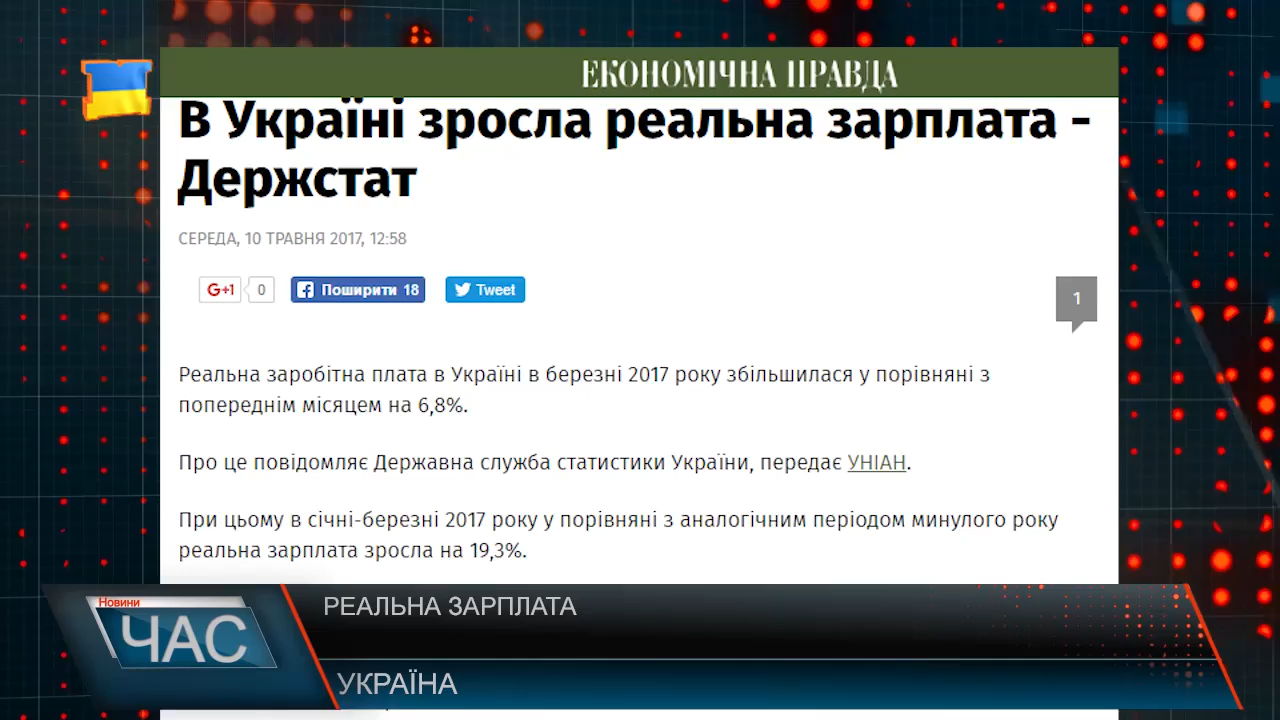 ЕКОНОМІЧНА ПРАВДА
В Україні зросла реальна зарплата -
Держстат
СЕРЕДА, 10 ТРАВНЯ 2017, 12:58
G+1 0 Поширити 18 Tweet
1
Реальна заробітна плата в Україні в березні 2017 року збільшилася у порівняні з
попереднім місяцем на 6,8%.
Про це повідомляє Державна служба статистики України, передає УНІАН.
При цьому в січні-березні 2017 року у порівняні з аналогічним періодом минулого року
реальна зарплата зросла на 19,3%.
Новини
ЧАС
РЕАЛЬНА ЗАРПЛАТА
УКРАЇНА